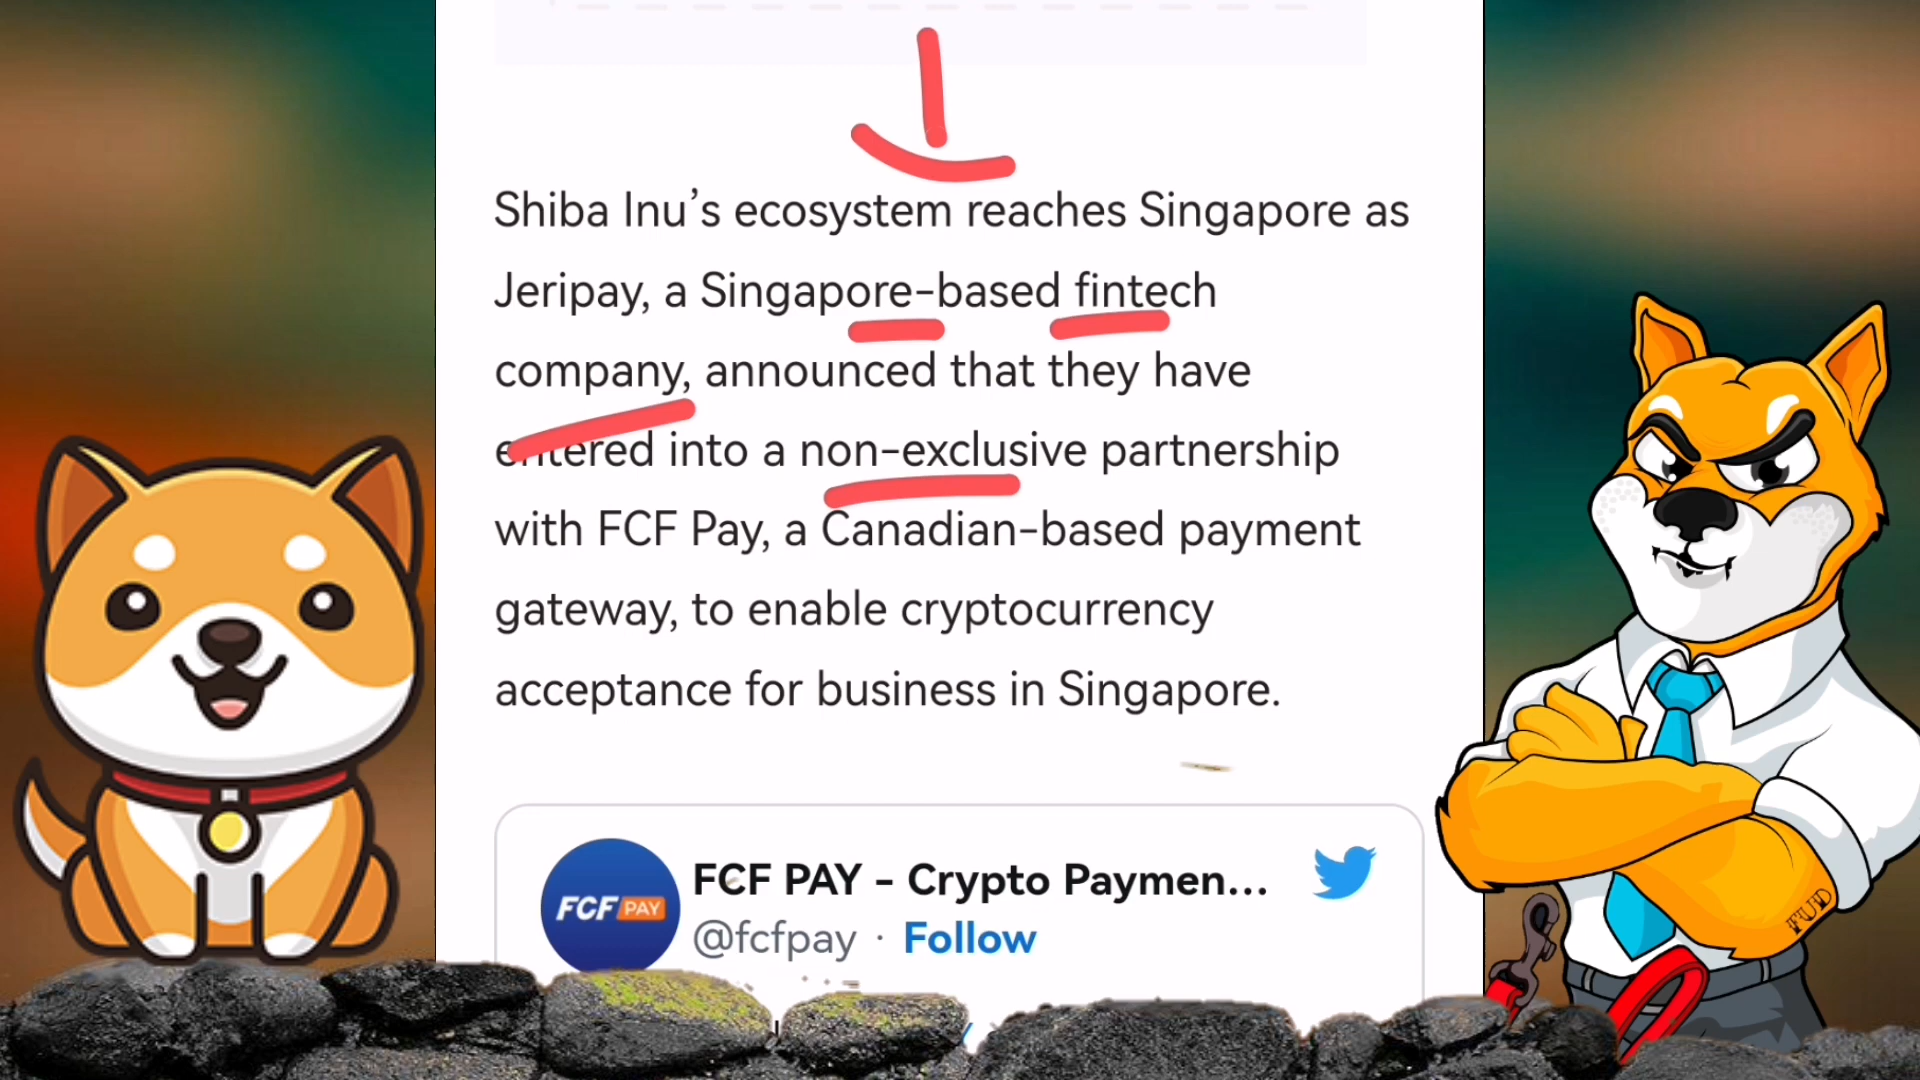 Shiba Inu’s ecosystem reaches Singapore as
Jeripay, a Singapore-based fintech
company, announced that they have
entered into a non-exclusive partnership
with FCF Pay, a Canadian-based payment
gateway, to enable cryptocurrency
acceptance for business in Singapore.
FCF PAY
FCF PAY - Crypto Paymen...
@fcfpay · Follow
FUD